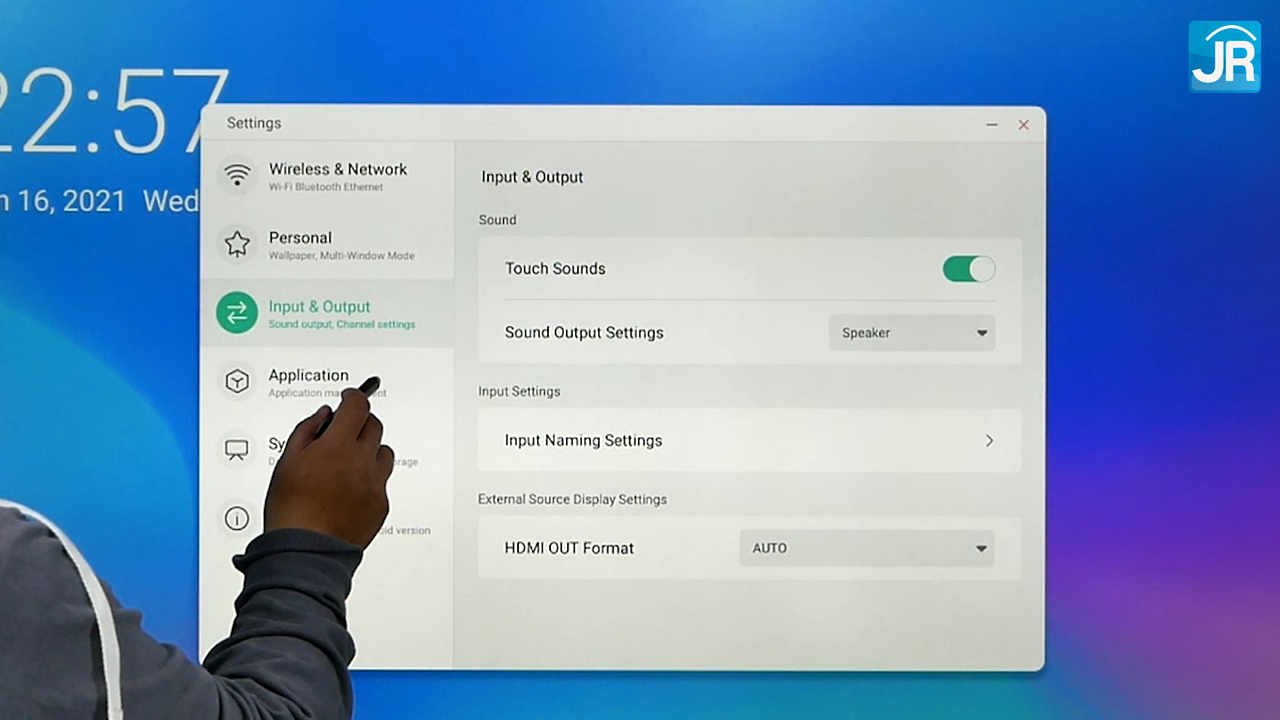 JR
22:57
16, 2021 Wed
Settings
Wireless & Network
Wi-Fi Bluetooth Ethernet
Personal
Wallpaper, Multi-Window Mode
Input & Output
Sound output, Channel settings
Application
Application
version
Input & Output
Sound
Touch Sounds
Sound Output Settings
Speaker
Input Settings
Input Naming Settings
External Source Display Settings
HDMI OUT Format
AUTO